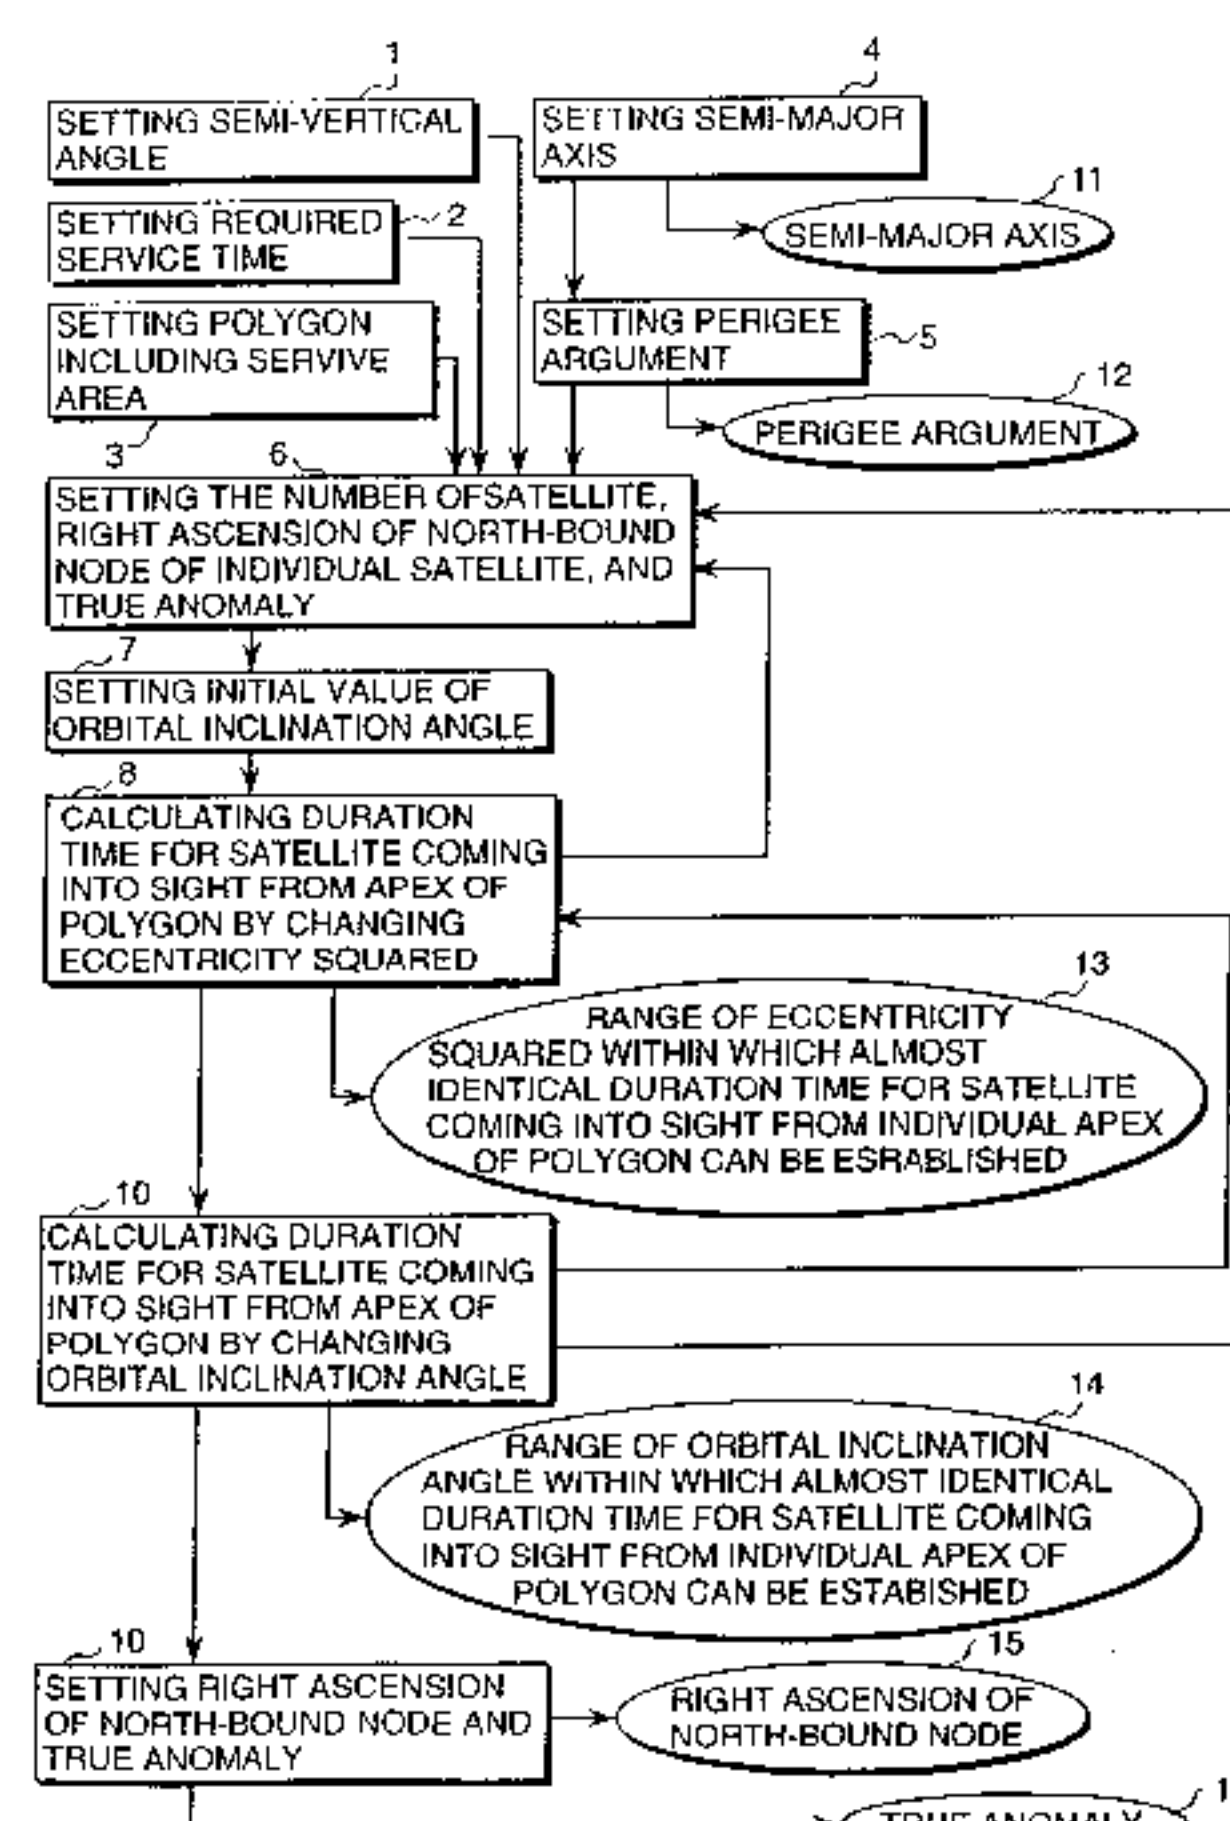 1
SETTING SEMI-VERTICAL
ANGLE
4
SETTING SEMI-MAJOR
AXIS
11
SEMI-MAJOR AXIS
2
SETTING REQUIRED
SERVICE TIME
SETTING POLYGON
INCLUDING SERVIVE
AREA
3
SETTING PERIGEE
ARGUMENT
5
12
PERIGEE ARGUMENT
6
SETTING THE NUMBER OFSATELLITE,
RIGHT ASCENSION OF NORTH-BOUND
NODE OF INDIVIDUAL SATELLITE, AND
TRUE ANOMALY
7
SETTING INITIAL VALUE OF
ORBITAL INCLINATION ANGLE
8
CALCULATING DURATION
TIME FOR SATELLITE COMING
INTO SIGHT FROM APEX OF
POLYGON BY CHANGING
ECCENTRICITY SQUARED
13
RANGE OF ECCENTRICITY
SQUARED WITHIN WHICH ALMOST
IDENTICAL DURATION TIME FOR SATELLITE
COMING INTO SIGHT FROM INDIVIDUAL APEX
OF POLYGON CAN BE ESRABLISHED
10
CALCULATING DURATION
TIME FOR SATELLITE COMING
INTO SIGHT FROM APEX OF
POLYGON BY CHANGING
ORBITAL INCLINATION ANGLE
14
RANGE OF ORBITAL INCLINATION
ANGLE WITHIN WHICH ALMOST IDENTICAL
DURATION TIME FOR SATELLITE COMING
INTO SIGHT FROM INDIVIDUAL APEX OF
POLYGON CAN BE ESTABISHED
10
SETTING RIGHT ASCENSION
OF NORTH-BOUND NODE AND
TRUE ANOMALY
15
RIGHT ASCENSION OF
NORTH-BOUND NODE
TRUE ANOMALY